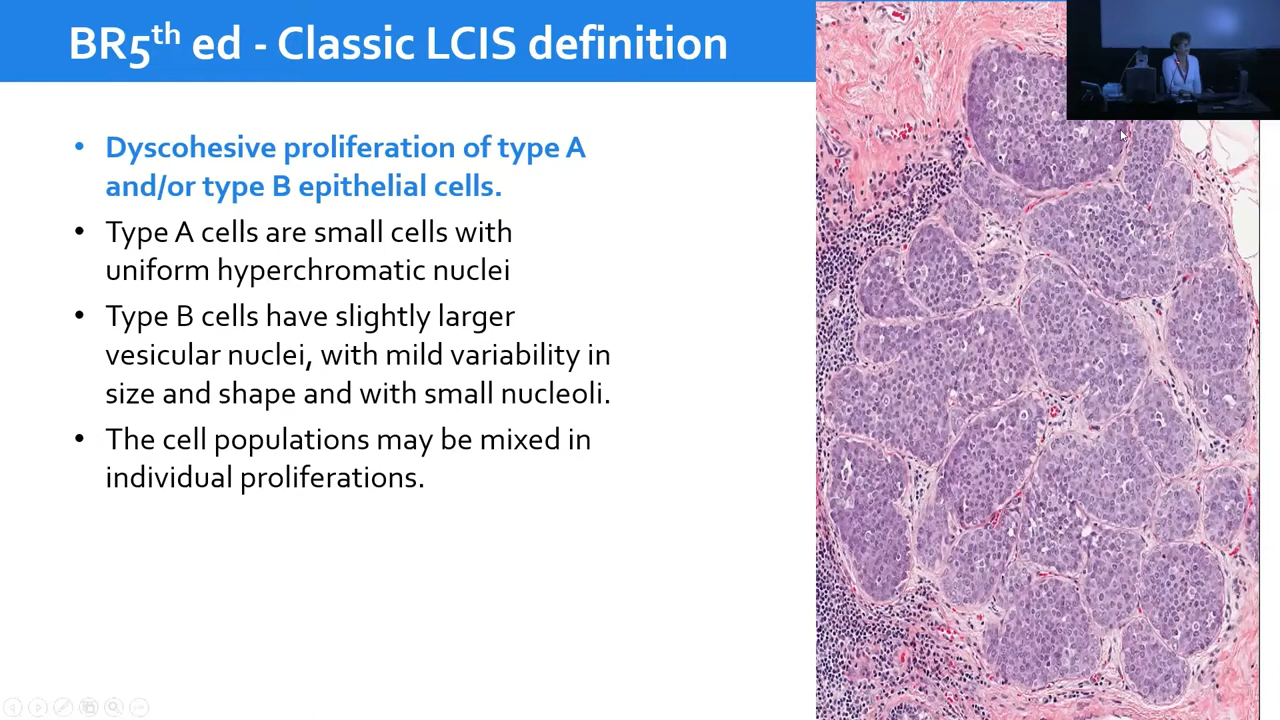 BR5th ed - Classic LCIS definition
• Dyscohesive proliferation of type A
and/or type B epithelial cells.
• Type A cells are small cells with
uniform hyperchromatic nuclei
• Type B cells have slightly larger
vesicular nuclei, with mild variability in
size and shape and with small nucleoli.
• The cell populations may be mixed in
individual proliferations.